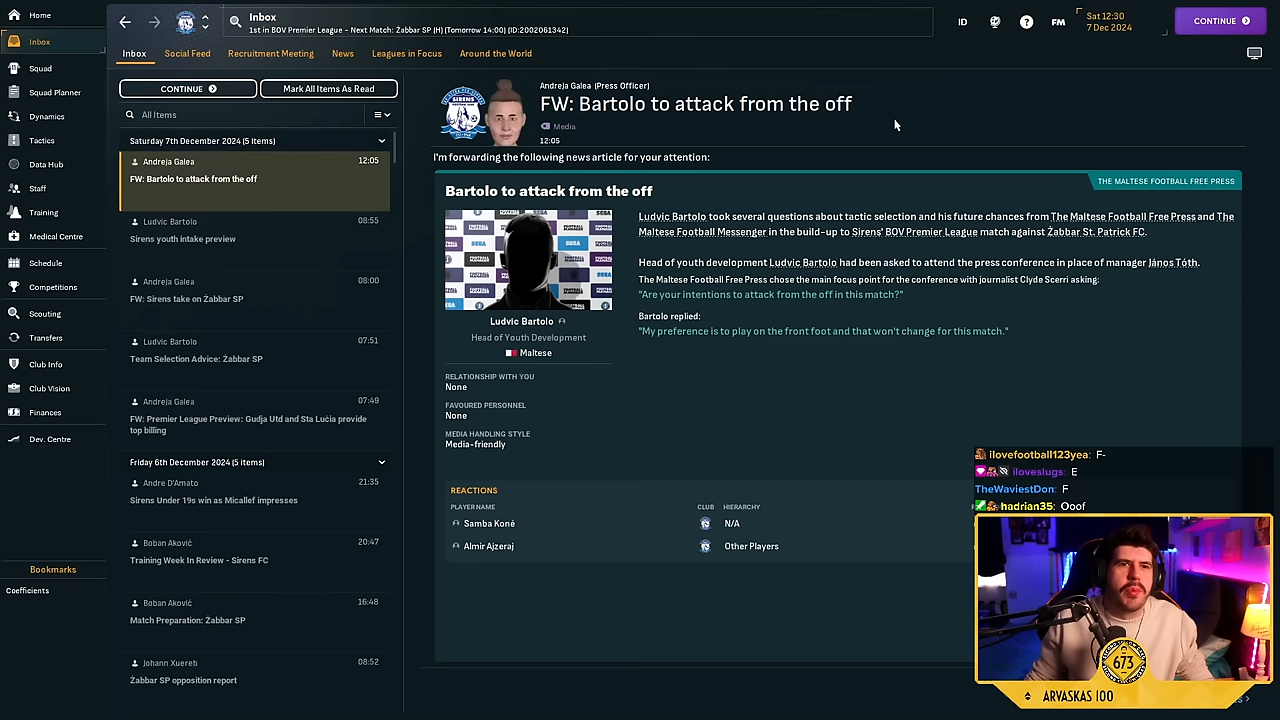 Home
Inbox
Squad
Squad Planner
Dynamics
Tactics
Data Hub
Staff
Training
Medical Centre
Schedule
Competitions
Scouting
Transfers
Club Info
Club Vision
Finances
Dev. Centre
Bookmarks
Coefficients
Inbox
1st in BOV Premier League - Next Match: Żabbar SP (H) (Tomorrow 14:00) (ID:2002061342)
ID
FM
Sat 12:30
7 Dec 2024
CONTINUE
Inbox Social Feed Recruitment Meeting News Leagues in Focus Around the World
CONTINUE
Mark All Items As Read
All Items
Saturday 7th December 2024 (5 items)
Andreja Galea 12:05
FW: Bartolo to attack from the off
Ludvic Bartolo 08:55
Sirens youth intake preview
Andreja Galea 08:00
FW: Sirens take on Żabbar SP
Ludvic Bartolo 07:51
Team Selection Advice: Żabbar SP
Andreja Galea 07:49
FW: Premier League Preview: Gudja Utd and Sta Lucia provide
top billing
Friday 6th December 2024 (5 items)
Andre D'Amato 21:35
Sirens Under 19s win as Micallef impresses
Boban Aković 20:47
Training Week In Review - Sirens FC
Boban Aković 16:48
Match Preparation: Żabbar SP
Johann Xuereb 08:52
Żabbar SP opposition report
SIRENS
Andreja Galea (Press Officer)
FW: Bartolo to attack from the off
Media
12:05
I'm forwarding the following news article for your attention:
THE MALTESE FOOTBALL FREE PRESS
Bartolo to attack from the off
SEGA
Ludvic Bartolo
Head of Youth Development
Maltese
RELATIONSHIP WITH YOU
None
FAVOURED PERSONNEL
None
MEDIA HANDLING STYLE
Media-friendly
Ludvic Bartolo took several questions about tactic selection and his future chances from The Maltese Football Free Press and The
Maltese Football Messenger in the build-up to Sirens' BOV Premier League match against Żabbar St. Patrick FC.
Head of youth development Ludvic Bartolo had been asked to attend the press conference in place of manager János Tóth.
The Maltese Football Free Press chose the main focus point for the conference with journalist Clyde Scerri asking:
"Are your intentions to attack from the off in this match?"
Bartolo replied:
"My preference is to play on the front foot and that won't change for this match."
REACTIONS
PLAYER NAME CLUB HIERARCHY
Samba Koné N/A
Almir Ajzeraj Other Players
ilovefootball123yea: F-
iloveslugs: E
TheWaviestDon: F
hadrian35: Ooof
673
ARVASKAS 100